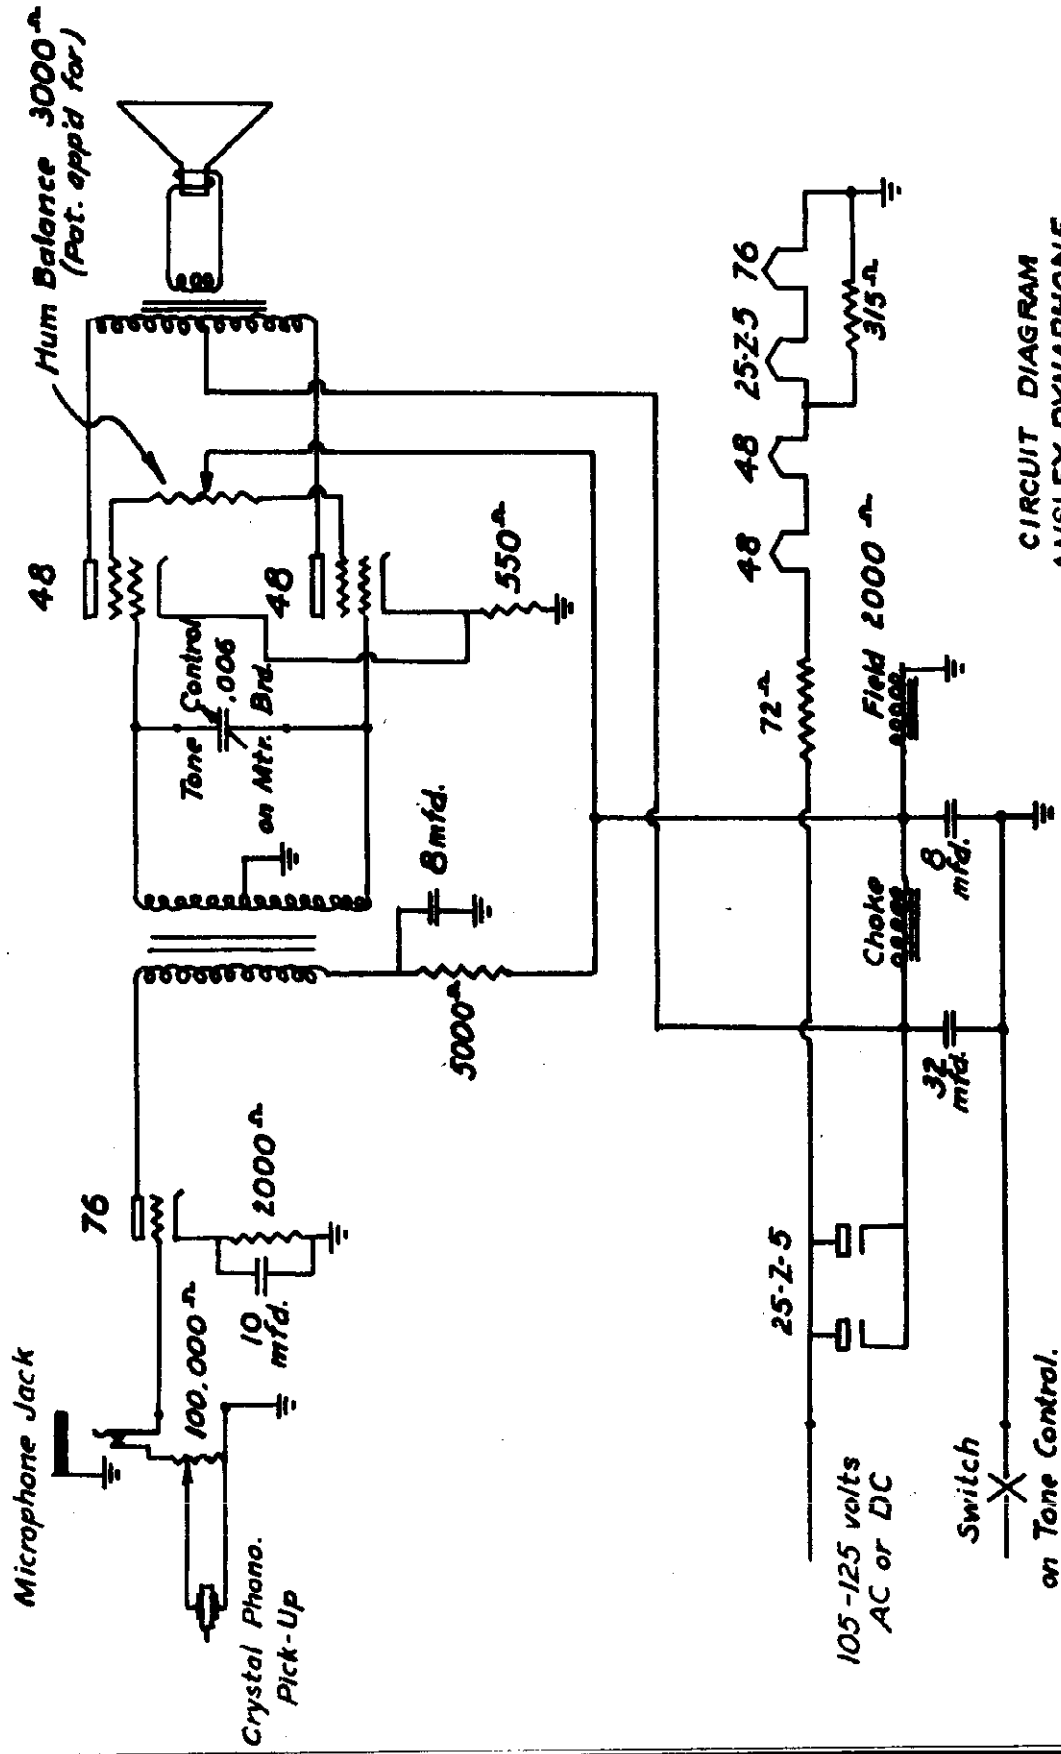 Microphone Jack
Crystal Phono.
Pick-Up
100.000 Ω
76
10
mfd.
2000 Ω
5000 Ω
8 mfd.
Tone Control
.006
on Mtr. Brd.
48
48
550 Ω
Hum Balance 3000 Ω
(Pat. app'd for)
105-125 volts
AC or DC
Switch
on Tone Control.
25-Z-5
32
mfd.
Choke
8
mfd.
Field 2000 Ω
72 Ω
48
48
25-Z-5
76
315 Ω
CIRCUIT DIAGRAM